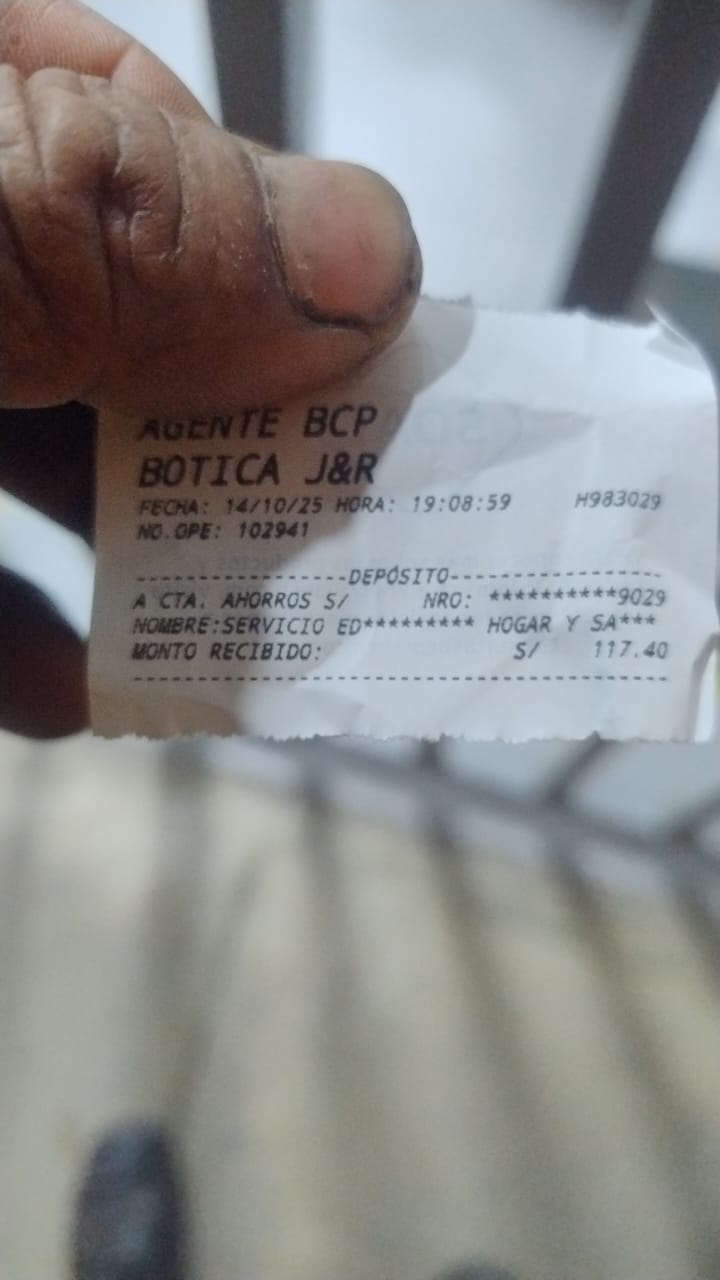 AGENTE BCP
BOTICA J&R
FECHA: 14/10/25 HORA: 19:08:59 H983029
NO.OPE: 102941
---------------DEPÓSITO---------------
A CTA. AHORROS S/ NRO: **********9029
NOMBRE:SERVICIO ED********* HOGAR Y SA***
MONTO RECIBIDO: S/ 117.40
--------------------------------------